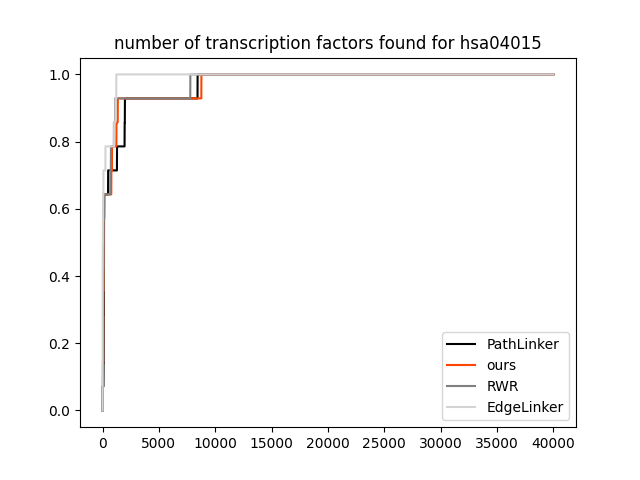 number of transcription factors found for hsa04015
1.0
0.8
0.6
0.4
0.2
0.0
0 5000 10000 15000 20000 25000 30000 35000 40000
PathLinker
ours
RWR
EdgeLinker